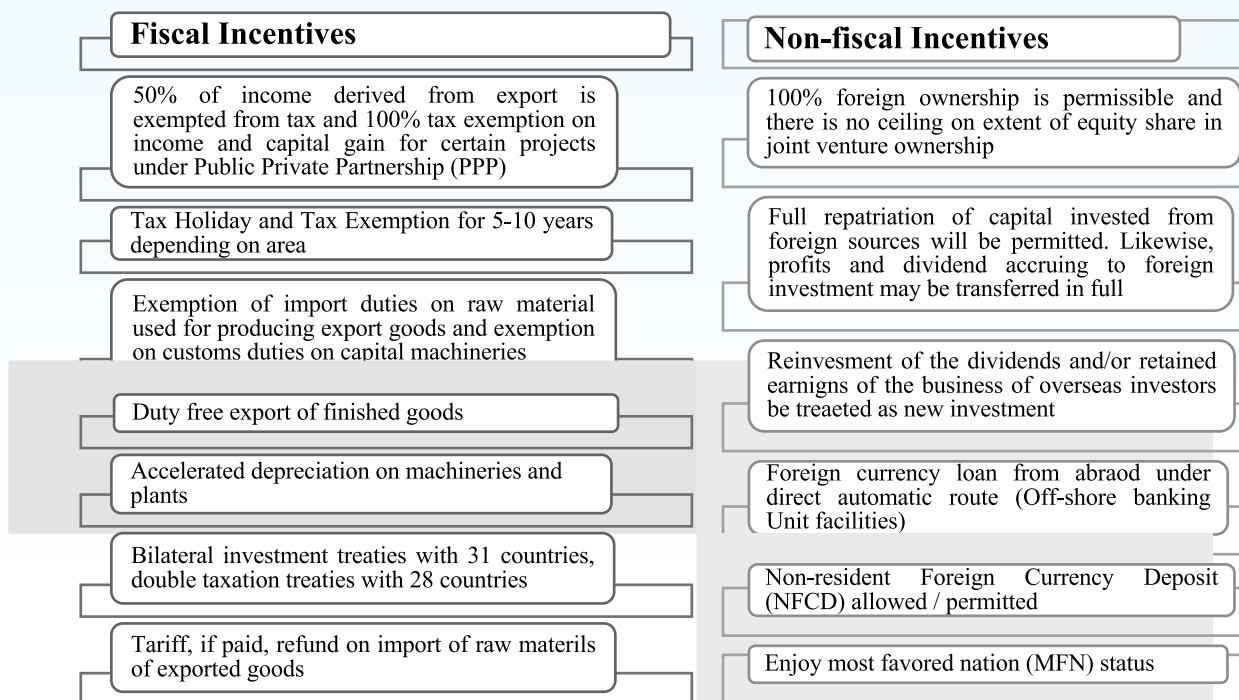 Fiscal Incentives
50% of income derived from export is
exempted from tax and 100% tax exemption on
income and capital gain for certain projects
under Public Private Partnership (PPP)
Tax Holiday and Tax Exemption for 5-10 years
depending on area
Exemption of import duties on raw material
used for producing export goods and exemption
on customs duties on capital machineries
Duty free export of finished goods
Accelerated depreciation on machineries and
plants
Bilateral investment treaties with 31 countries,
double taxation treaties with 28 countries
Tariff, if paid, refund on import of raw materils
of exported goods
Non-fiscal Incentives
100% foreign ownership is permissible and
there is no ceiling on extent of equity share in
joint venture ownership
Full repatriation of capital invested from
foreign sources will be permitted. Likewise,
profits and dividend accruing to foreign
investment may be transferred in full
Reinvesment of the dividends and/or retained
earnigns of the business of overseas investors
be treaeted as new investment
Foreign currency loan from abraod under
direct automatic route (Off-shore banking
Unit facilities)
Non-resident Foreign Currency Deposit
(NFCD) allowed / permitted
Enjoy most favored nation (MFN) status